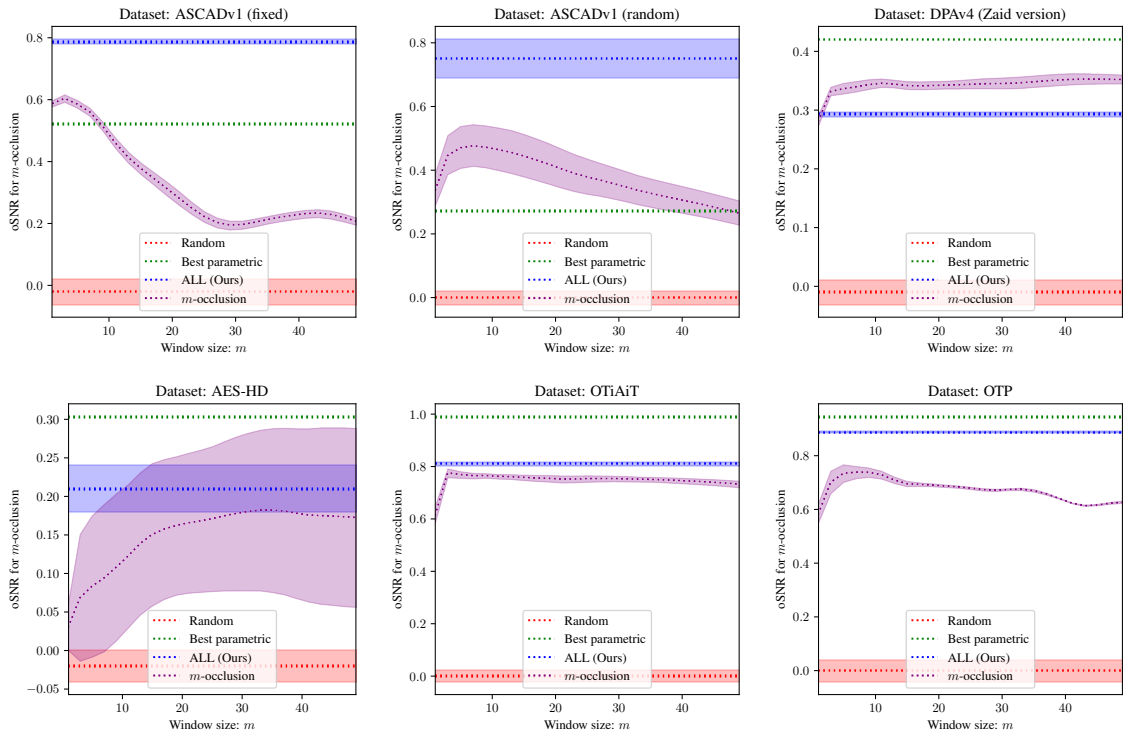 Dataset: ASCADv1 (fixed)
oSNR for m-occlusion
0.8
0.6
0.4
0.2
0.0
Random
Best parametric
ALL (Ours)
m-occlusion
10 20 30 40
Window size: m
Dataset: ASCADv1 (random)
oSNR for m-occlusion
0.8
0.6
0.4
0.2
0.0
Random
Best parametric
ALL (Ours)
m-occlusion
10 20 30 40
Window size: m
Dataset: DPAv4 (Zaid version)
oSNR for m-occlusion
0.4
0.3
0.2
0.1
0.0
Random
Best parametric
ALL (Ours)
m-occlusion
10 20 30 40
Window size: m
Dataset: AES-HD
oSNR for m-occlusion
0.30
0.25
0.20
0.15
0.10
0.05
0.00
−0.05
Random
Best parametric
ALL (Ours)
m-occlusion
10 20 30 40
Window size: m
Dataset: OTiAiT
oSNR for m-occlusion
1.0
0.8
0.6
0.4
0.2
0.0
Random
Best parametric
ALL (Ours)
m-occlusion
10 20 30 40
Window size: m
Dataset: OTP
oSNR for m-occlusion
0.8
0.6
0.4
0.2
0.0
Random
Best parametric
ALL (Ours)
m-occlusion
10 20 30 40
Window size: m